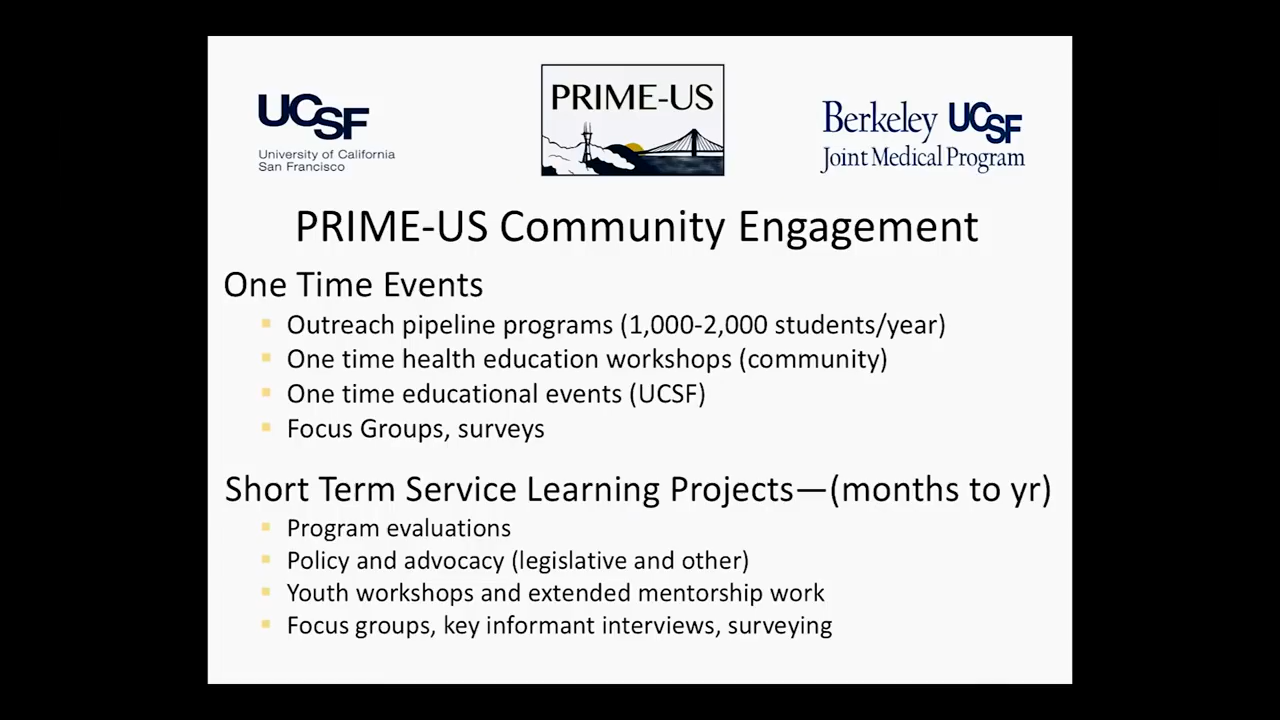 UCSF
University of California
San Francisco
PRIME-US
Berkeley UCSF
Joint Medical Program
PRIME-US Community Engagement
One Time Events
Outreach pipeline programs (1,000-2,000 students/year)
One time health education workshops (community)
One time educational events (UCSF)
Focus Groups, surveys
Short Term Service Learning Projects—(months to yr)
Program evaluations
Policy and advocacy (legislative and other)
Youth workshops and extended mentorship work
Focus groups, key informant interviews, surveying